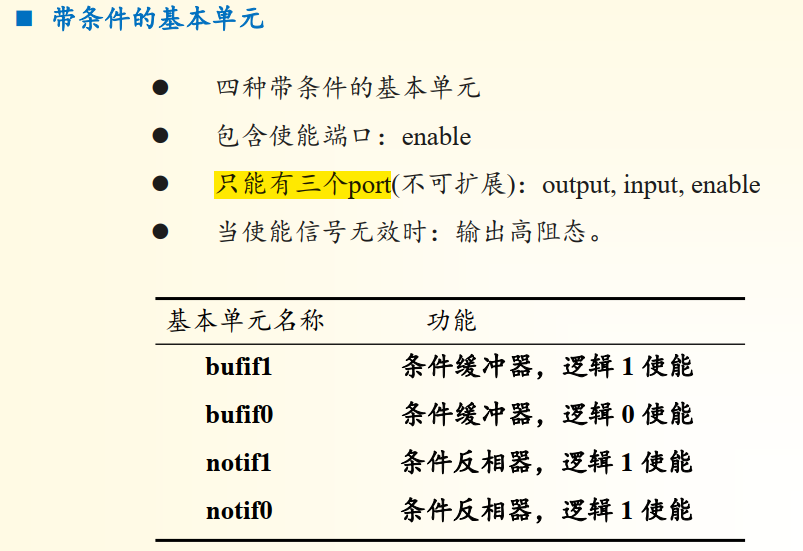 ■ 带条件的基本单元
● 四种带条件的基本单元
● 包含使能端口：enable
● 只能有三个port(不可扩展)：output, input, enable
● 当使能信号无效时：输出高阻态。
基本单元名称 功能
bufif1 条件缓冲器，逻辑 1 使能
bufif0 条件缓冲器，逻辑 0 使能
notif1 条件反相器，逻辑 1 使能
notif0 条件反相器，逻辑 1 使能